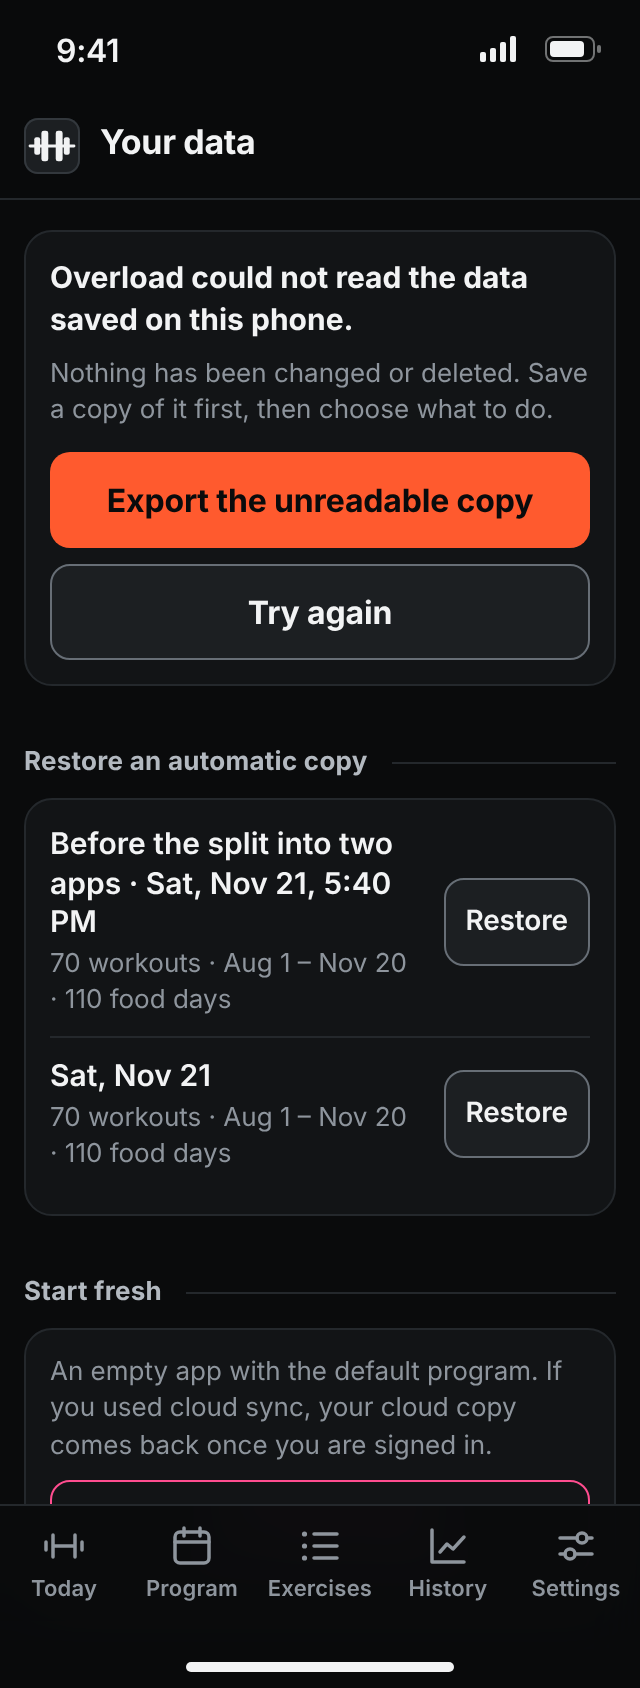 9:41
Your data
Overload could not read the data
saved on this phone.
Nothing has been changed or deleted. Save
a copy of it first, then choose what to do.
Export the unreadable copy
Try again
Restore an automatic copy
Before the split into two
apps · Sat, Nov 21, 5:40
PM
70 workouts · Aug 1 – Nov 20
· 110 food days
Restore
Sat, Nov 21
70 workouts · Aug 1 – Nov 20
· 110 food days
Restore
Start fresh
An empty app with the default program. If
you used cloud sync, your cloud copy
comes back once you are signed in.
Today
Program
Exercises
History
Settings